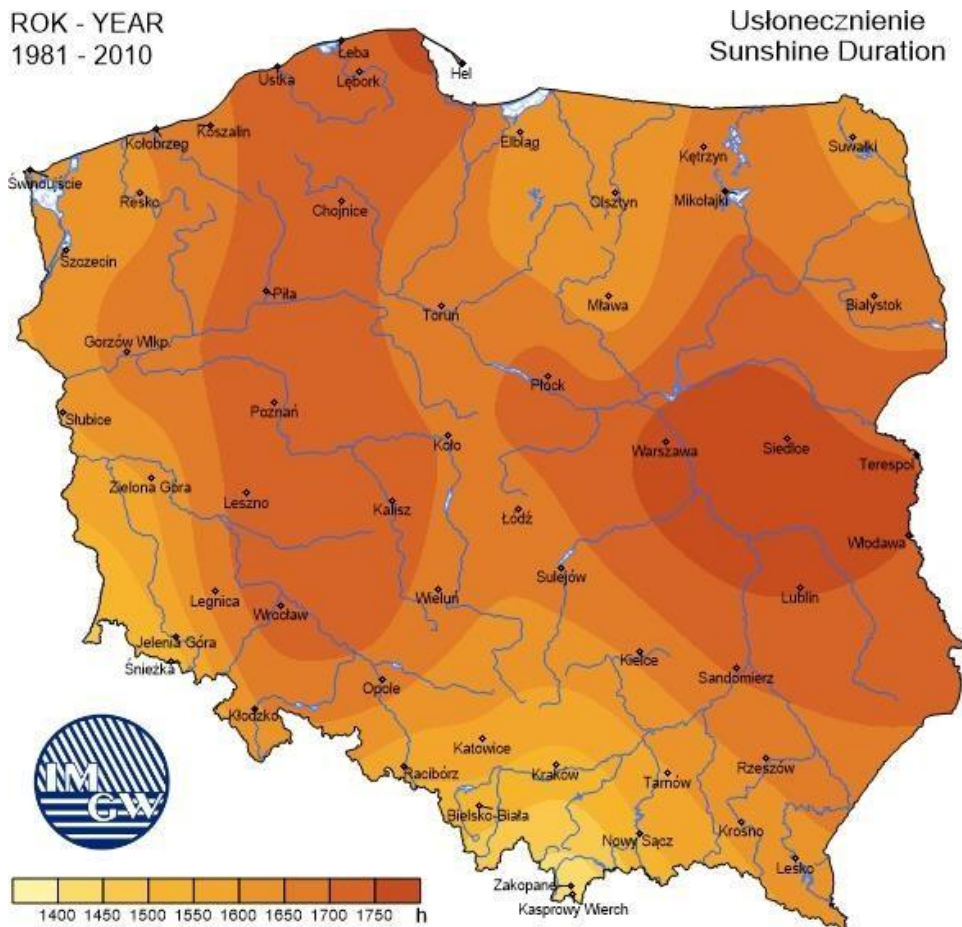 ROK - YEAR
1981 - 2010
Usłonecznienie
Sunshine Duration
Łeba
Hel
Ustka
Lębork
Koszalin
Kołobrzeg
Elbląg
Kętrzyn
Suwałki
Świnoujście
Resko
Chojnice
Olsztyn
Mikołajki
Szczecin
Piła
Toruń
Mława
Białystok
Gorzów Wlkp.
Płock
Słubice
Poznań
Koło
Warszawa
Siedlce
Terespol
Zielona Góra
Leszno
Kalisz
Łódź
Włodawa
Sulejów
Legnica
Wrocław
Wieluń
Lublin
Jelenia Góra
Śnieżka
Kielce
Sandomierz
Opole
Kłodzko
Katowice
Racibórz
Kraków
Tarnów
Rzeszów
Bielsko-Biała
Nowy Sącz
Krosno
Lesko
Zakopane
Kasprowy Wierch
IM
GW
1400 1450 1500 1550 1600 1650 1700 1750 h